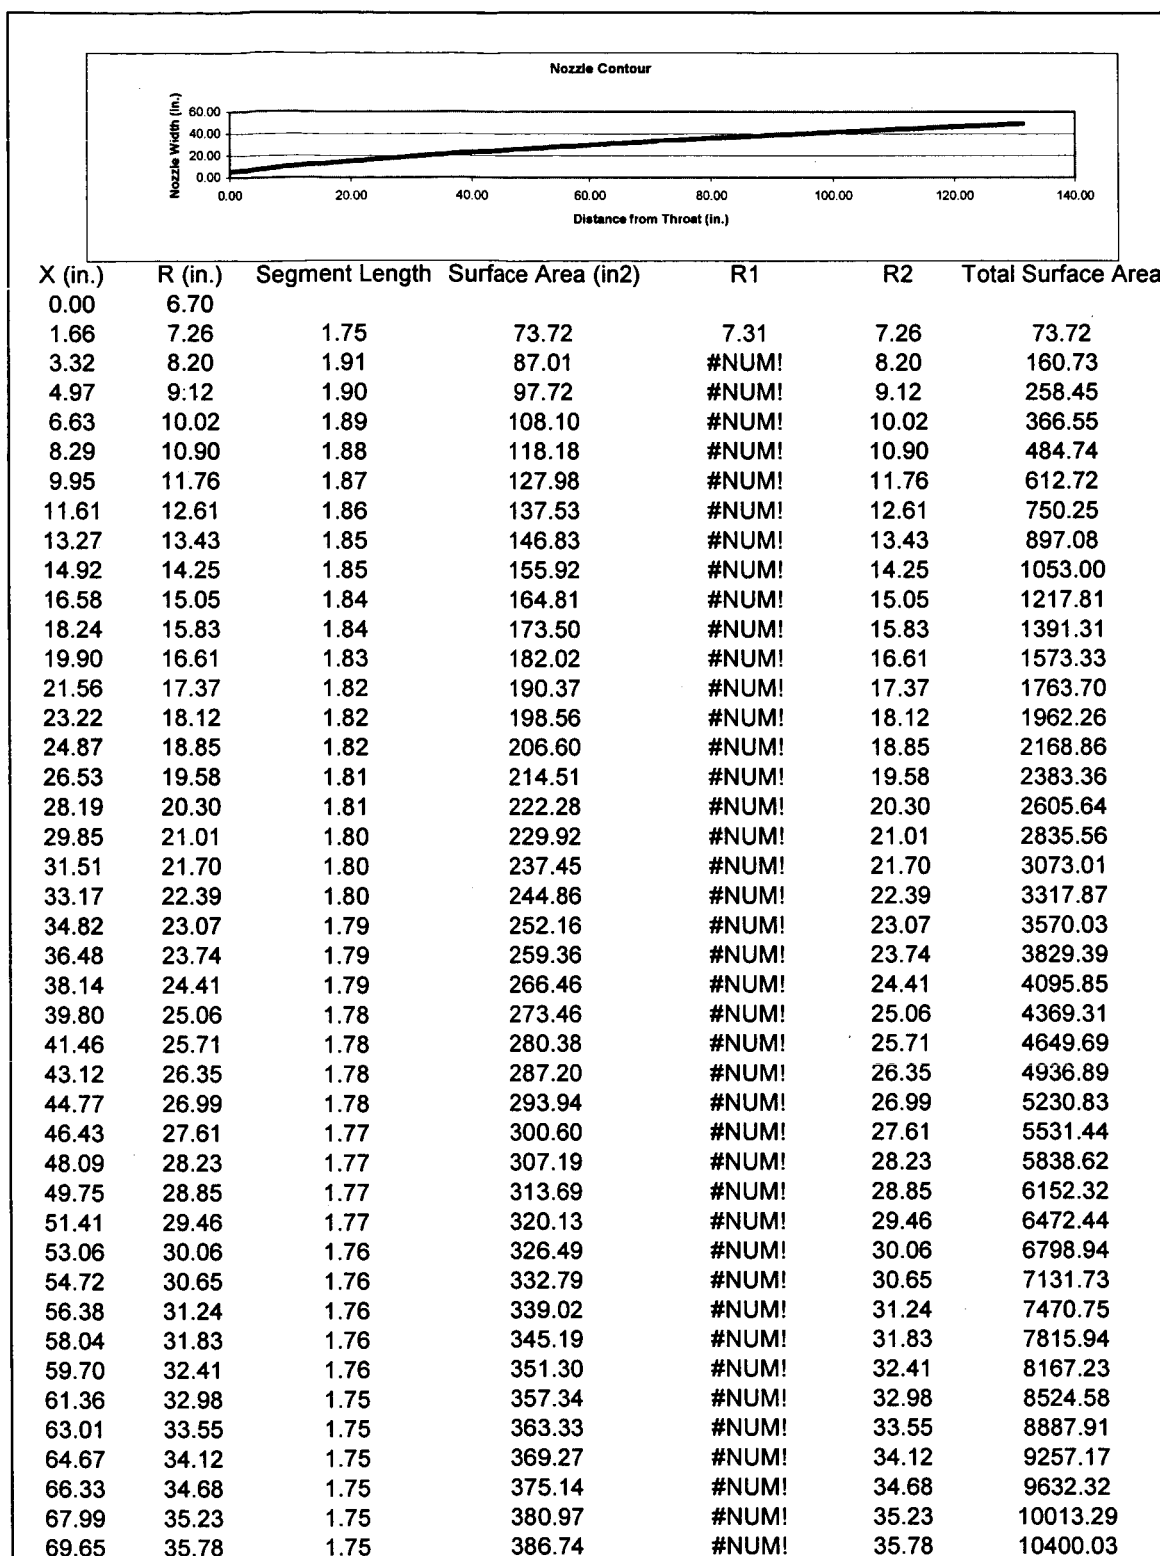 Nozzle Contour
Nozzle Width (in.)
60.00
40.00
20.00
0.00
0.00 20.00 40.00 60.00 80.00 100.00 120.00 140.00
Distance from Throat (in.)
X (in.) R (in.) Segment Length Surface Area (in2) R1 R2 Total Surface Area
0.00 6.70
1.66 7.26 1.75 73.72 7.31 7.26 73.72
3.32 8.20 1.91 87.01 #NUM! 8.20 160.73
4.97 9:12 1.90 97.72 #NUM! 9.12 258.45
6.63 10.02 1.89 108.10 #NUM! 10.02 366.55
8.29 10.90 1.88 118.18 #NUM! 10.90 484.74
9.95 11.76 1.87 127.98 #NUM! 11.76 612.72
11.61 12.61 1.86 137.53 #NUM! 12.61 750.25
13.27 13.43 1.85 146.83 #NUM! 13.43 897.08
14.92 14.25 1.85 155.92 #NUM! 14.25 1053.00
16.58 15.05 1.84 164.81 #NUM! 15.05 1217.81
18.24 15.83 1.84 173.50 #NUM! 15.83 1391.31
19.90 16.61 1.83 182.02 #NUM! 16.61 1573.33
21.56 17.37 1.82 190.37 #NUM! 17.37 1763.70
23.22 18.12 1.82 198.56 #NUM! 18.12 1962.26
24.87 18.85 1.82 206.60 #NUM! 18.85 2168.86
26.53 19.58 1.81 214.51 #NUM! 19.58 2383.36
28.19 20.30 1.81 222.28 #NUM! 20.30 2605.64
29.85 21.01 1.80 229.92 #NUM! 21.01 2835.56
31.51 21.70 1.80 237.45 #NUM! 21.70 3073.01
33.17 22.39 1.80 244.86 #NUM! 22.39 3317.87
34.82 23.07 1.79 252.16 #NUM! 23.07 3570.03
36.48 23.74 1.79 259.36 #NUM! 23.74 3829.39
38.14 24.41 1.79 266.46 #NUM! 24.41 4095.85
39.80 25.06 1.78 273.46 #NUM! 25.06 4369.31
41.46 25.71 1.78 280.38 #NUM! 25.71 4649.69
43.12 26.35 1.78 287.20 #NUM! 26.35 4936.89
44.77 26.99 1.78 293.94 #NUM! 26.99 5230.83
46.43 27.61 1.77 300.60 #NUM! 27.61 5531.44
48.09 28.23 1.77 307.19 #NUM! 28.23 5838.62
49.75 28.85 1.77 313.69 #NUM! 28.85 6152.32
51.41 29.46 1.77 320.13 #NUM! 29.46 6472.44
53.06 30.06 1.76 326.49 #NUM! 30.06 6798.94
54.72 30.65 1.76 332.79 #NUM! 30.65 7131.73
56.38 31.24 1.76 339.02 #NUM! 31.24 7470.75
58.04 31.83 1.76 345.19 #NUM! 31.83 7815.94
59.70 32.41 1.76 351.30 #NUM! 32.41 8167.23
61.36 32.98 1.75 357.34 #NUM! 32.98 8524.58
63.01 33.55 1.75 363.33 #NUM! 33.55 8887.91
64.67 34.12 1.75 369.27 #NUM! 34.12 9257.17
66.33 34.68 1.75 375.14 #NUM! 34.68 9632.32
67.99 35.23 1.75 380.97 #NUM! 35.23 10013.29
69.65 35.78 1.75 386.74 #NUM! 35.78 10400.03